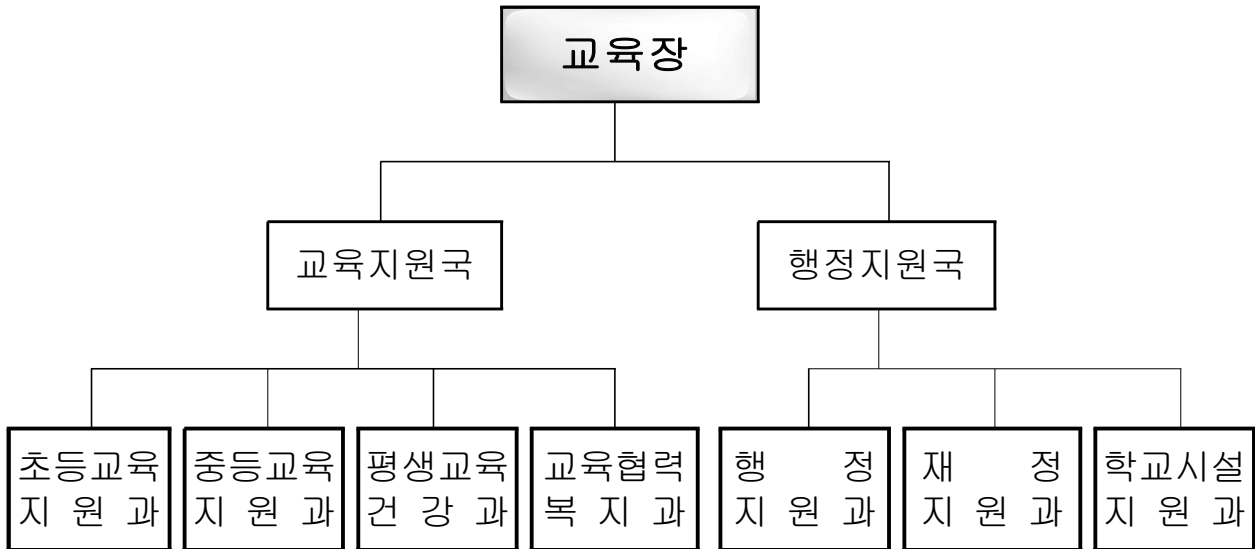 교육장
교육지원국
행정지원국
초등교육
지 원 과
중등교육
지 원 과
평생교육
건 강 과
교육협력
복 지 과
행 정
지 원 과
재 정
지 원 과
학교시설
지 원 과